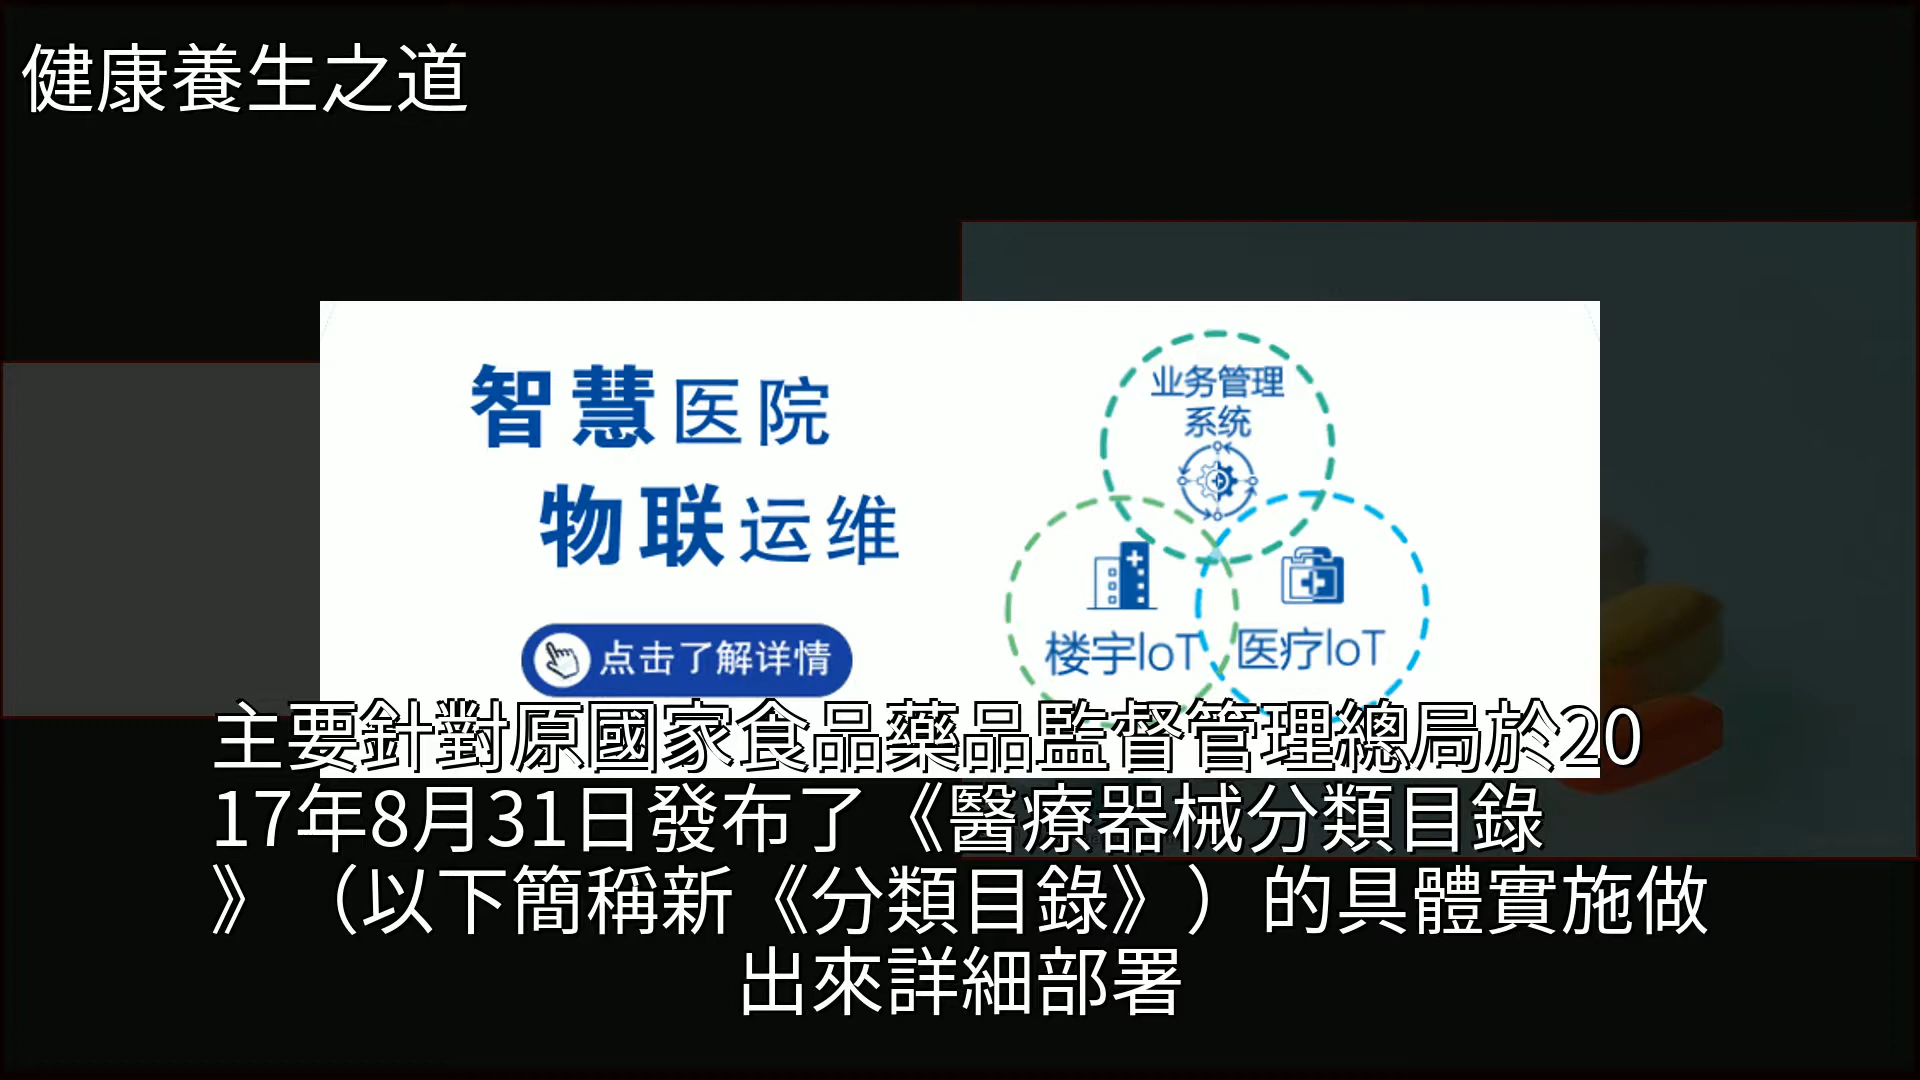 健康養生之道
智慧医院
物联运维
点击了解详情
业务管理
系统
楼宇IoT
医疗IoT
主要針對原國家食品藥品監督管理總局於20
17年8月31日發布了《醫療器械分類目錄
》（以下簡稱新《分類目錄》）的具體實施做
出來詳細部署